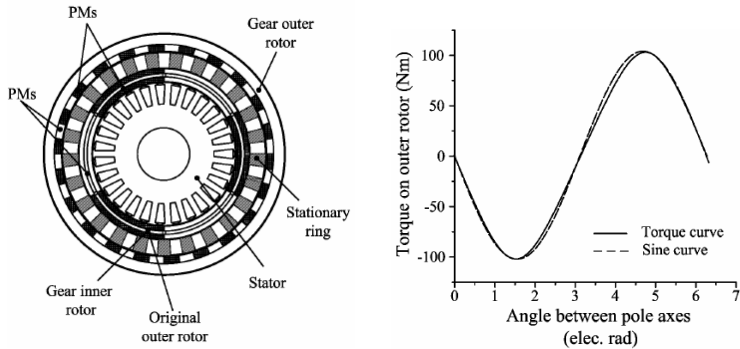 PMs
Gear outer
rotor
PMs
Stationary
ring
Stator
Gear inner
rotor
Original
outer rotor
Torque on outer rotor (Nm)
100
50
0
-50
-100
Torque curve
Sine curve
0 1 2 3 4 5 6 7
Angle between pole axes
(elec. rad)